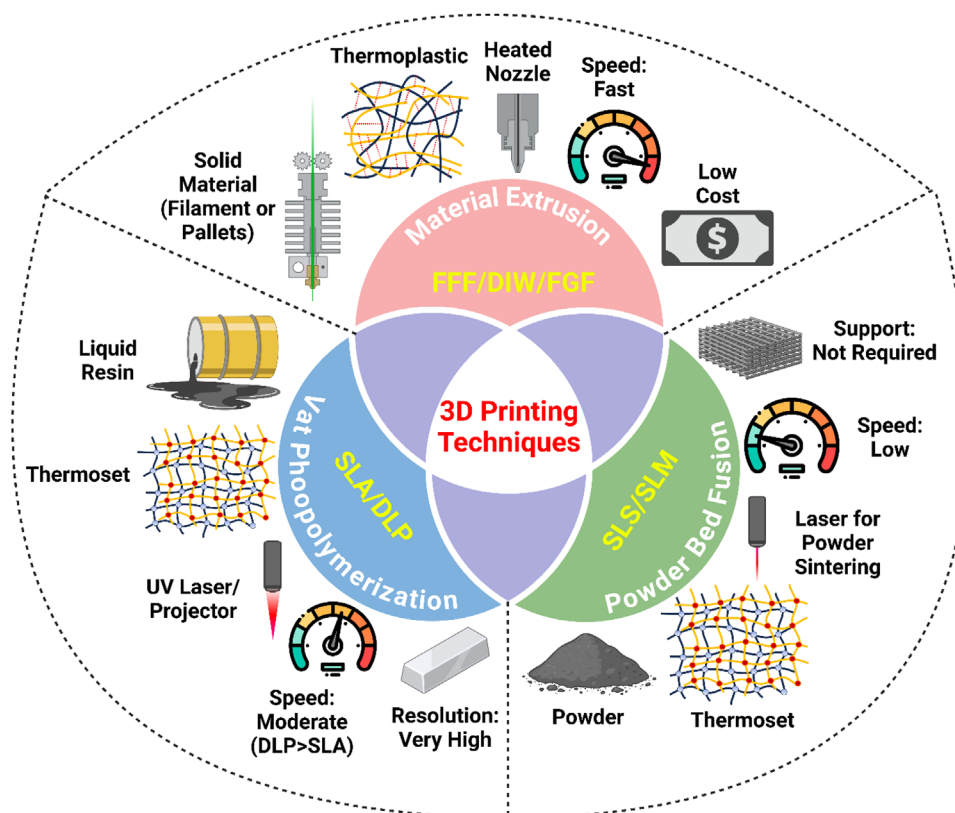 Thermoplastic
Heated
Nozzle
Speed:
Fast
Solid
Material
(Filament or
Pallets)
Low
Cost
$
Material Extrusion
FFF/DIW/FGF
Liquid
Resin
Support:
Not Required
3D Printing
Techniques
Thermoset
Vat Phoopolymerization
SLA/DLP
SLS/SLM
Powder Bed Fusion
Speed:
Low
UV Laser/
Projector
Laser for
Powder
Sintering
Speed:
Moderate
(DLP>SLA)
Resolution:
Very High
Powder
Thermoset